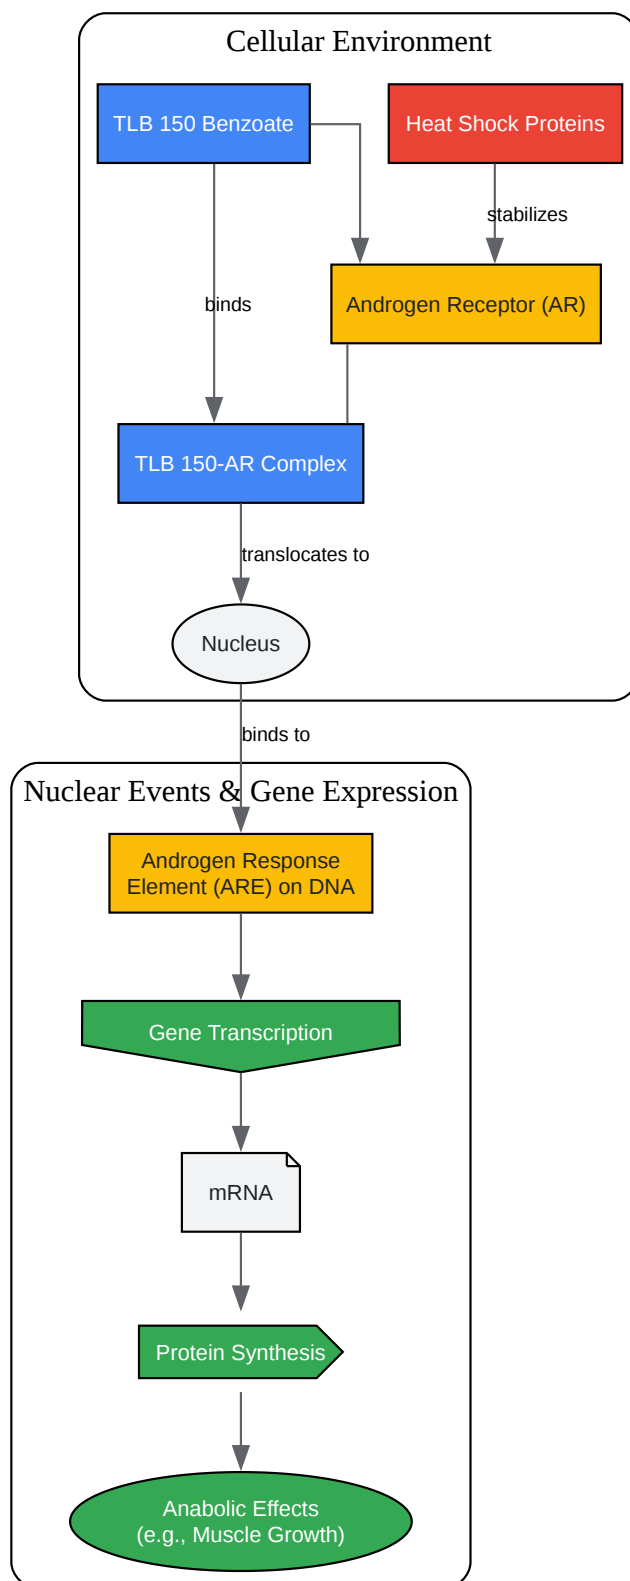 Cellular Environment
TLB 150 Benzoate
Heat Shock Proteins
stabilizes
binds
Androgen Receptor (AR)
TLB 150-AR Complex
translocates to
Nucleus
binds to
Nuclear Events & Gene Expression
Androgen Response
Element (ARE) on DNA
Gene Transcription
mRNA
Protein Synthesis
Anabolic Effects
(e.g., Muscle Growth)